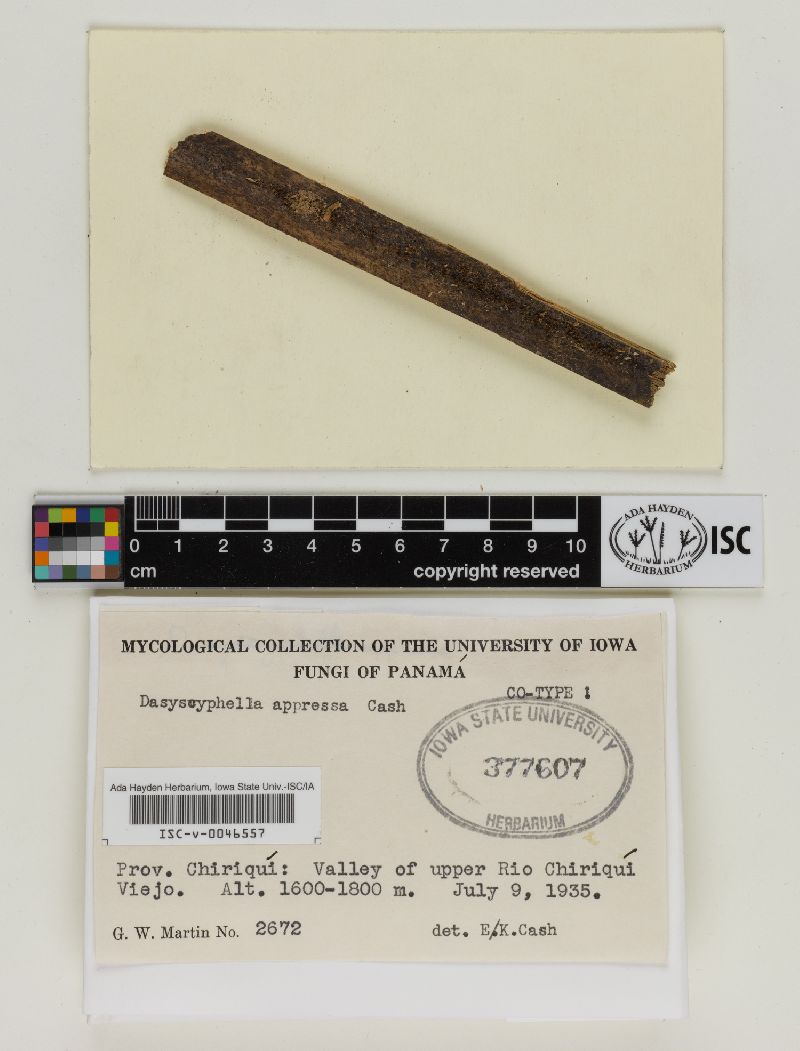 0 1 2 3 4 5 6 7 8 9 10
cm copyright reserved
ADA HAYDEN
HERBARIUM
ISC
MYCOLOGICAL COLLECTION OF THE UNIVERSITY OF IOWA
FUNGI OF PANAMÁ
CO-TYPE !
Dasyscyphella appressa Cash
IOWA STATE UNIVERSITY
377607
HERBARIUM
Ada Hayden Herbarium, Iowa State Univ.-ISC/IA
ISC-v-0046557
Prov. Chiriquí: Valley of upper Rio Chiriquí
Viejo. Alt. 1600-1800 m. July 9, 1935.
G. W. Martin No. 2672 det. E.K.Cash